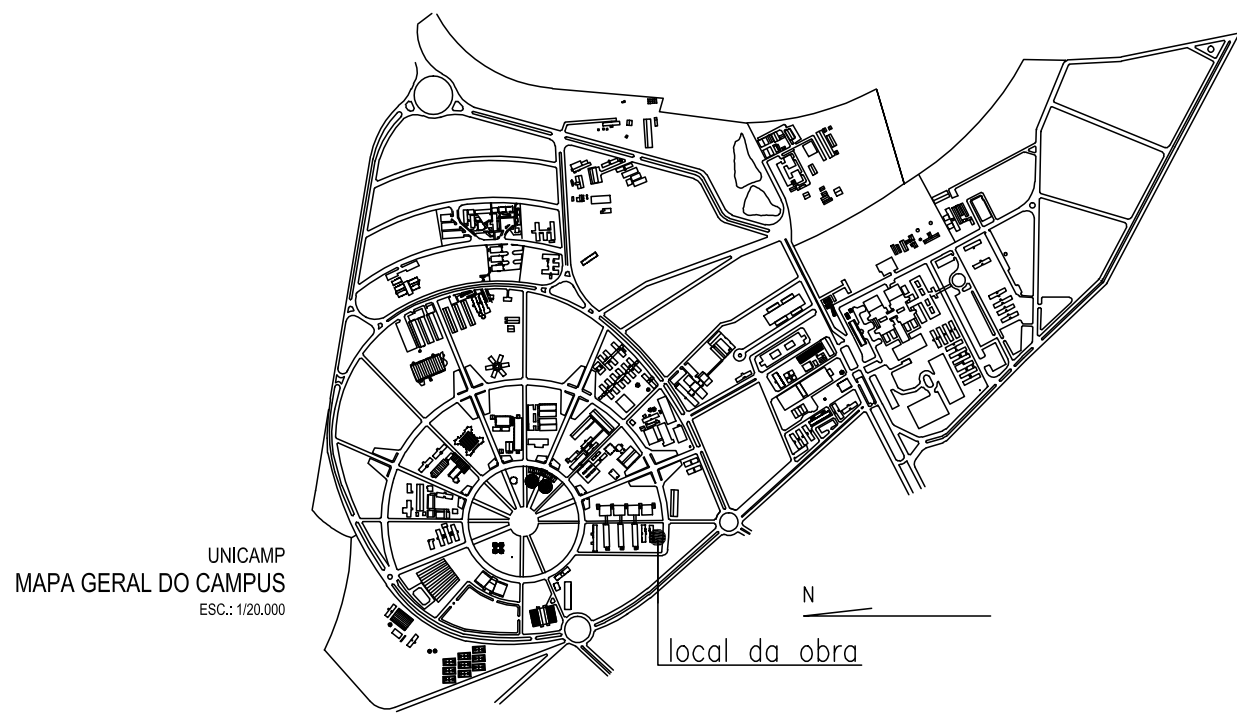 UNICAMP
MAPA GERAL DO CAMPUS
ESC.: 1/20.000
N
local da obra